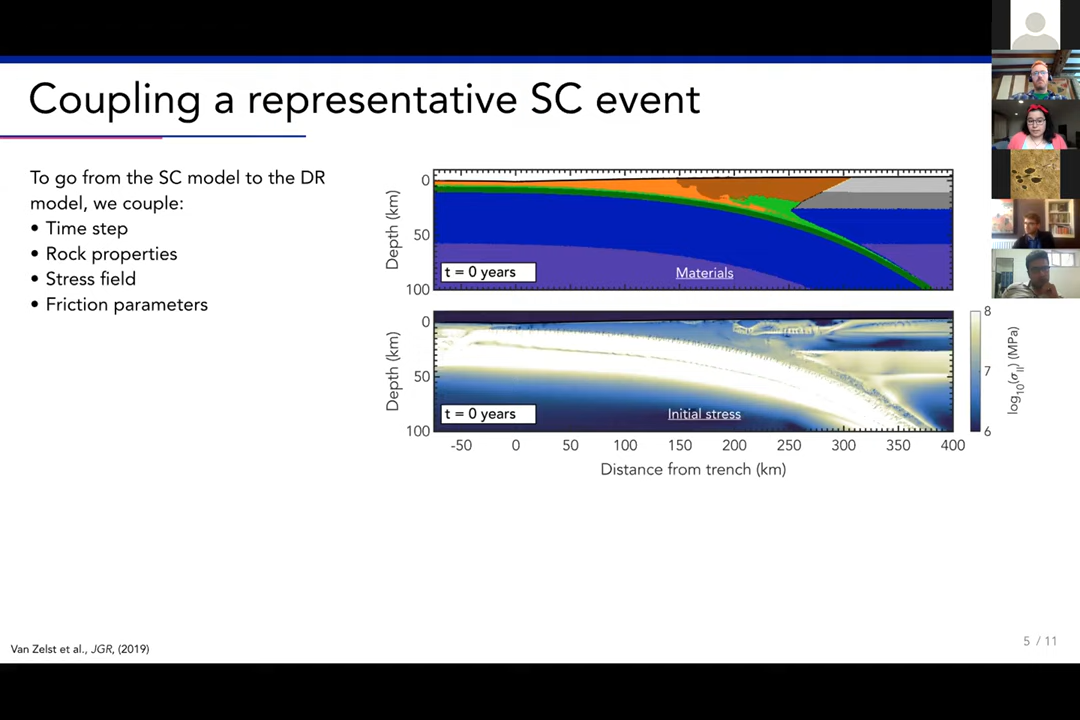 Coupling a representative SC event
To go from the SC model to the DR
model, we couple:
• Time step
• Rock properties
• Stress field
• Friction parameters
Depth (km)
0
50
100
t = 0 years
Materials
Depth (km)
0
50
100
t = 0 years
Initial stress
-50 0 50 100 150 200 250 300 350 400
Distance from trench (km)
8
7
6
log10(σII) (MPa)
Van Zelst et al., JGR, (2019)
5 / 11